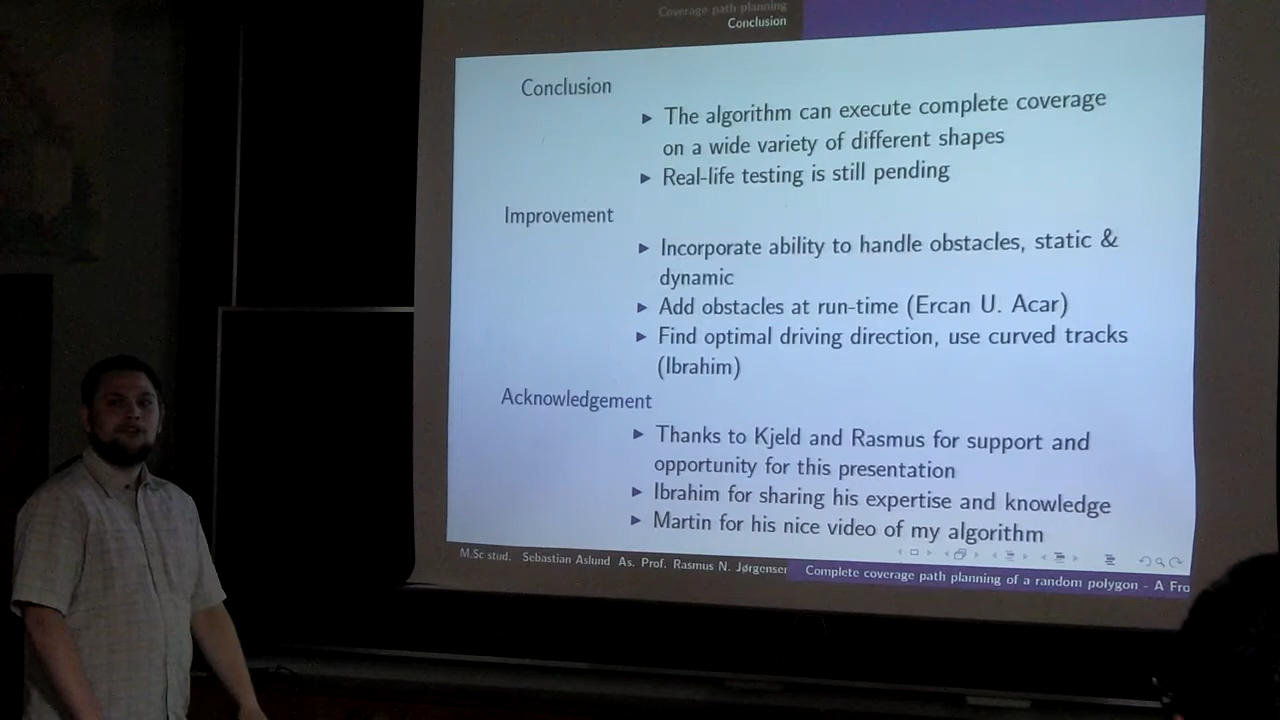 Coverage path planning
Conclusion
Conclusion
▶ The algorithm can execute complete coverage
on a wide variety of different shapes
▶ Real-life testing is still pending
Improvement
▶ Incorporate ability to handle obstacles, static &
dynamic
▶ Add obstacles at run-time (Ercan U. Acar)
▶ Find optimal driving direction, use curved tracks
(Ibrahim)
Acknowledgement
▶ Thanks to Kjeld and Rasmus for support and
opportunity for this presentation
▶ Ibrahim for sharing his expertise and knowledge
▶ Martin for his nice video of my algorithm
M.Sc stud. Sebastian Aslund As. Prof. Rasmus N. Jørgensen
Complete coverage path planning of a random polygon - A Fro